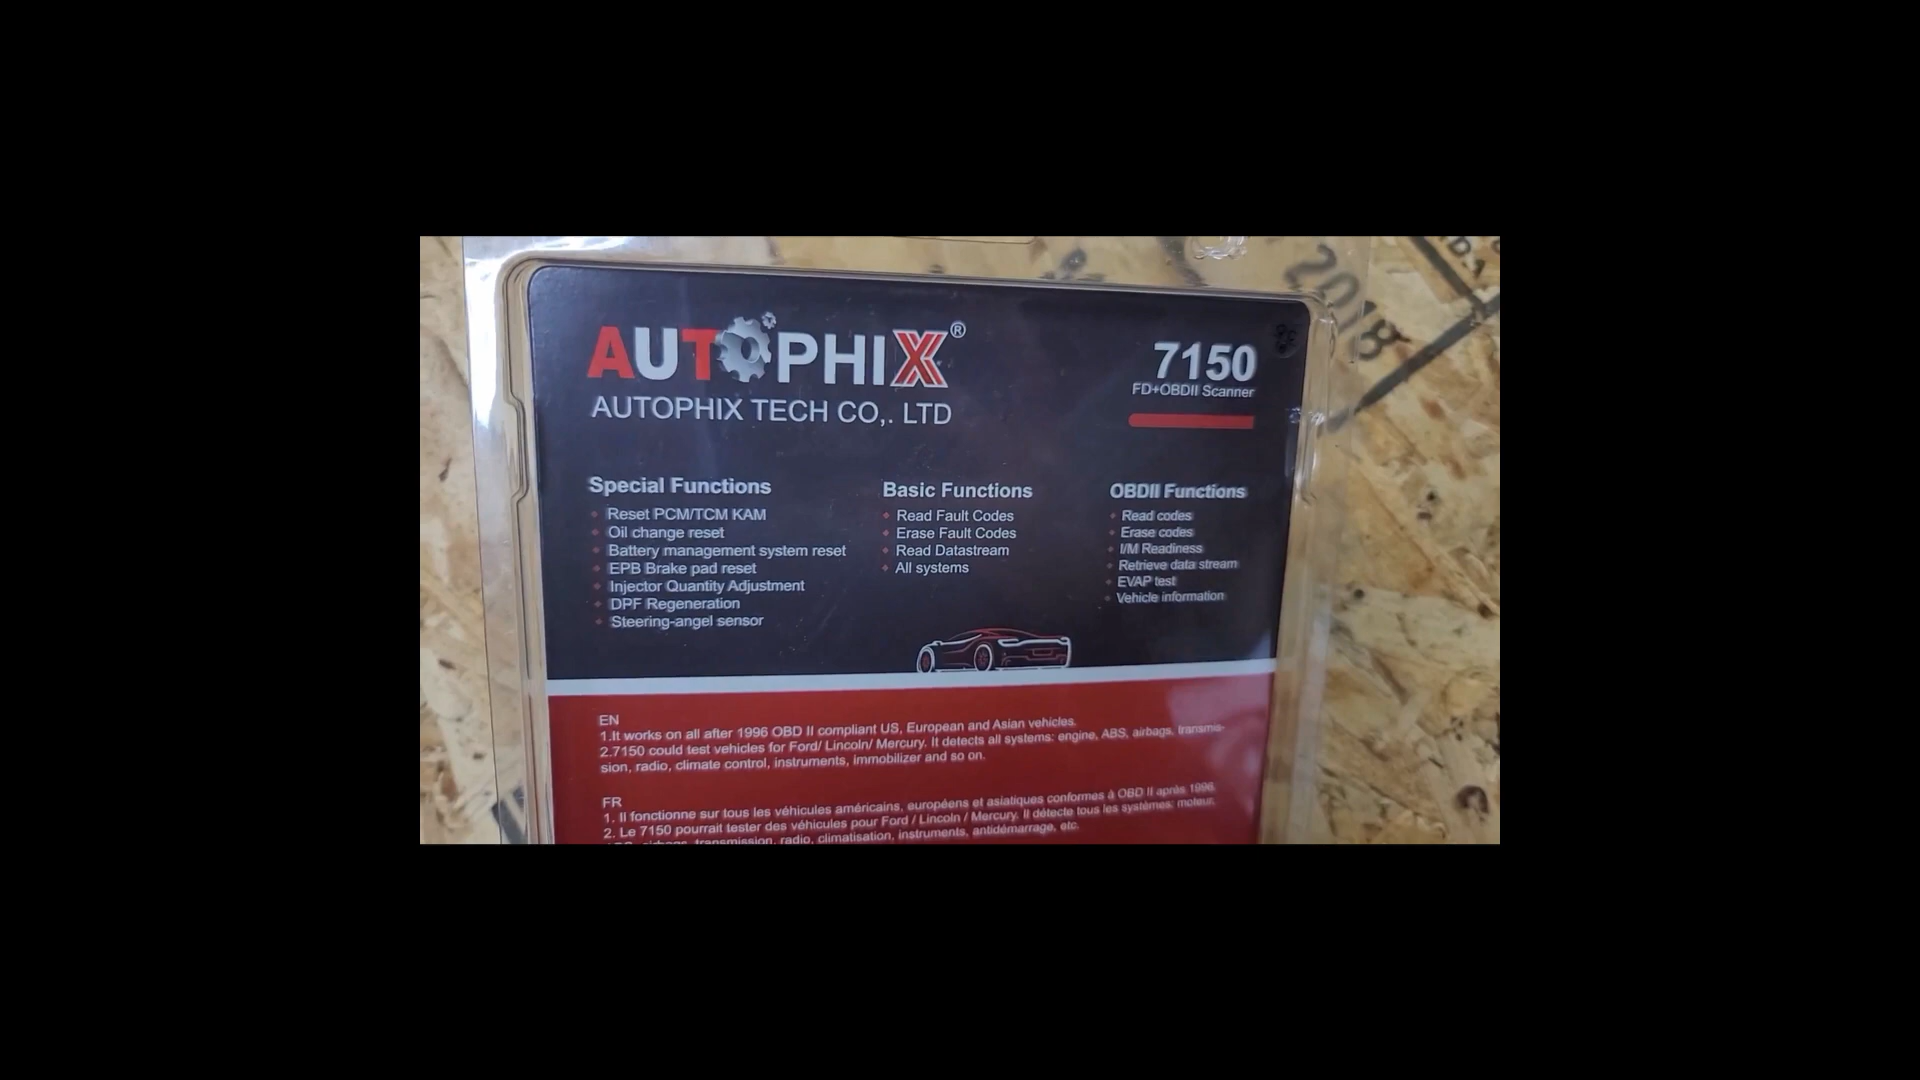 AUTOPHIX®
AUTOPHIX TECH CO,. LTD
7150
FD+OBDII Scanner
Special Functions
Reset PCM/TCM KAM
Oil change reset
Battery management system reset
EPB Brake pad reset
Injector Quantity Adjustment
DPF Regeneration
Steering-angel sensor
Basic Functions
Read Fault Codes
Erase Fault Codes
Read Datastream
All systems
OBDII Functions
Read codes
Erase codes
I/M Readiness
Retrieve data stream
EVAP test
Vehicle information
EN
1.It works on all after 1996 OBD II compliant US, European and Asian vehicles.
2.7150 could test vehicles for Ford/ Lincoln/ Mercury. It detects all systems: engine, ABS, airbags, transmis-
sion, radio, climate control, instruments, immobilizer and so on.
FR
1. Il fonctionne sur tous les véhicules américains, européens et asiatiques conformes à OBD II après 1996.
2. Le 7150 pourrait tester des véhicules pour Ford / Lincoln / Mercury. Il détecte tous les systèmes: moteur,
transmission, radio, climatisation, instruments, antidémarrage, etc.
2018